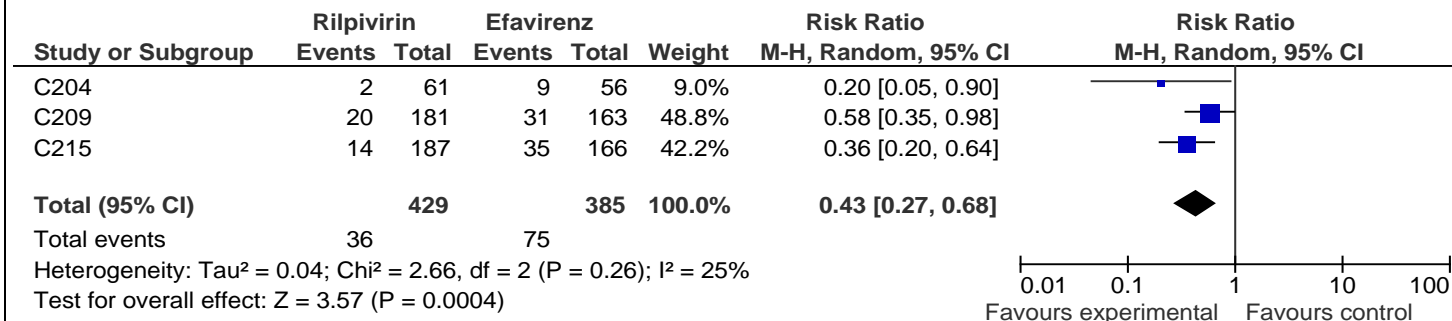 Rilpivirin Efavirenz Risk Ratio Risk Ratio
Study or Subgroup Events Total Events Total Weight M-H, Random, 95% CI M-H, Random, 95% CI
C204 2 61 9 56 9.0% 0.20 [0.05, 0.90]
C209 20 181 31 163 48.8% 0.58 [0.35, 0.98]
C215 14 187 35 166 42.2% 0.36 [0.20, 0.64]
Total (95% CI) 429 385 100.0% 0.43 [0.27, 0.68]
Total events 36 75
Heterogeneity: Tau² = 0.04; Chi² = 2.66, df = 2 (P = 0.26); I² = 25%
Test for overall effect: Z = 3.57 (P = 0.0004)
0.01 0.1 1 10 100
Favours experimental Favours control